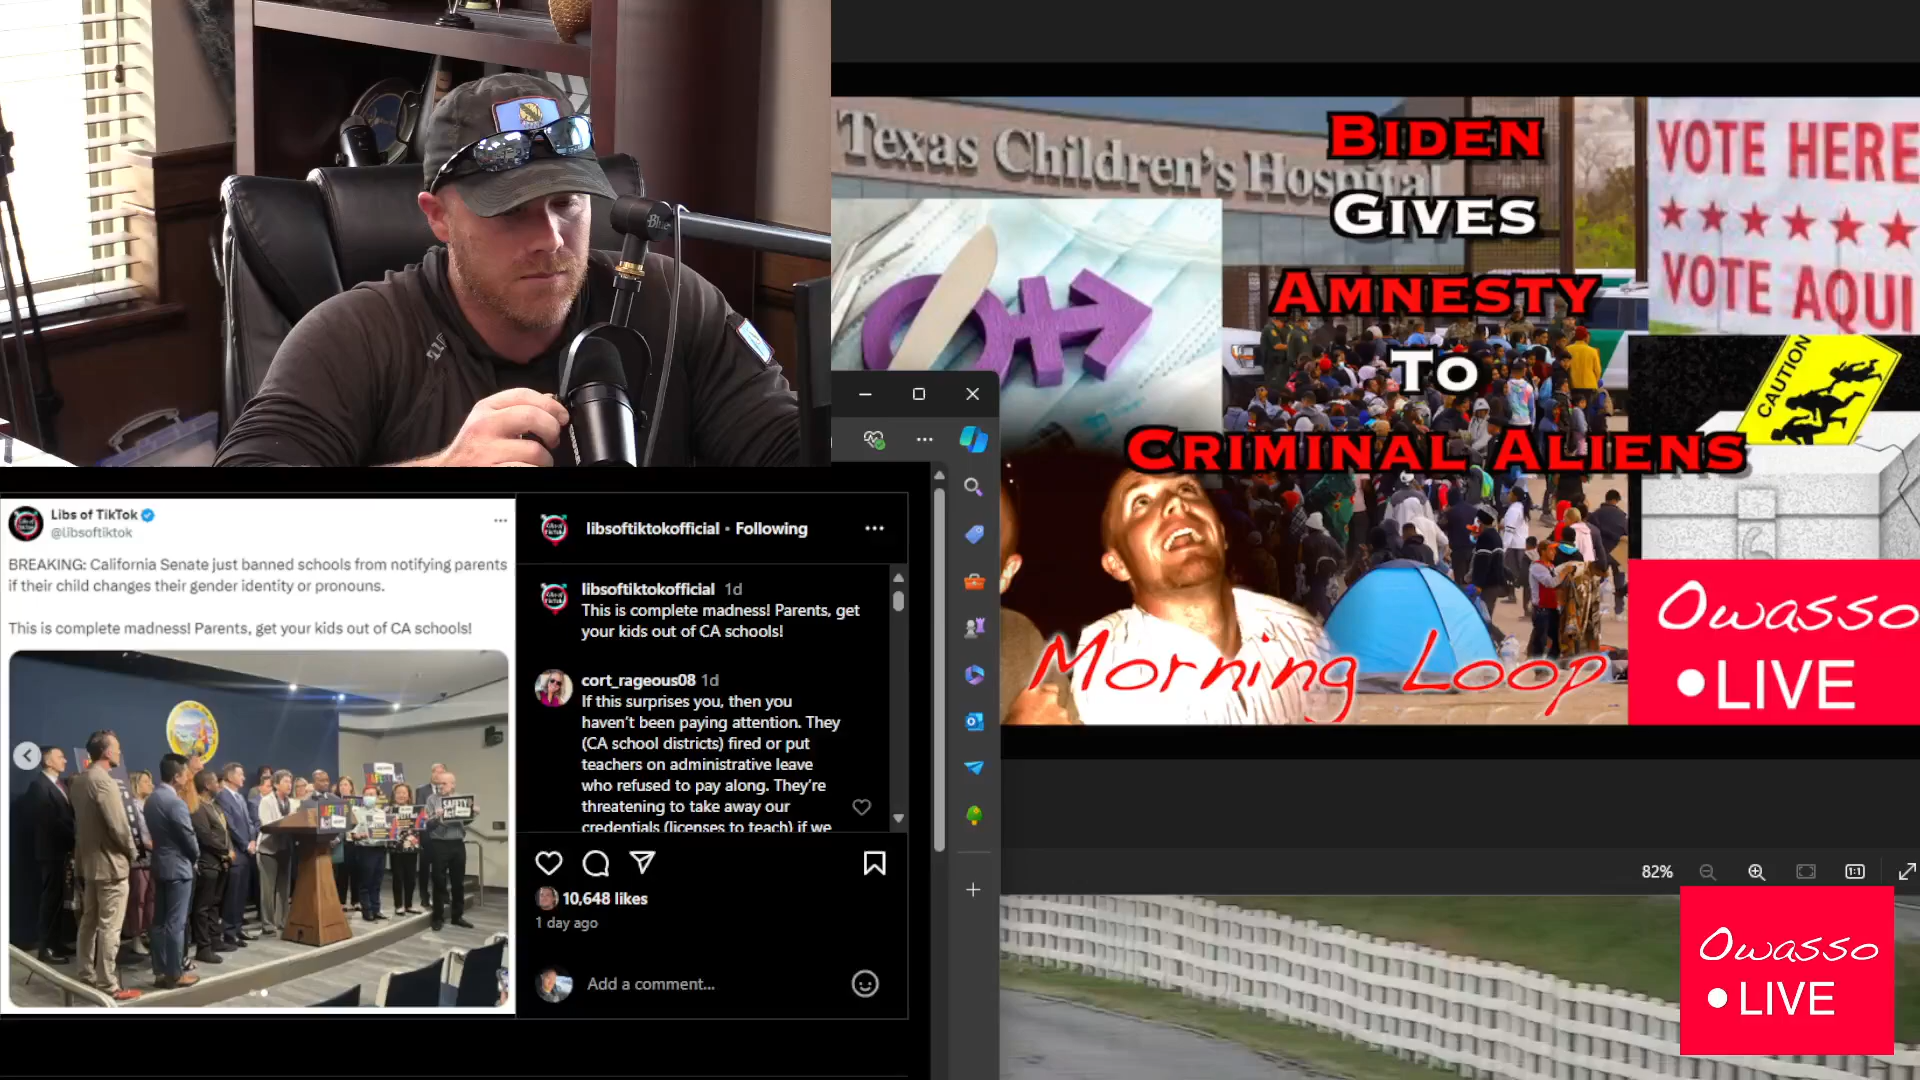 Blue
Libs of TikTok
@libsoftiktok
BREAKING: California Senate just banned schools from notifying parents
if their child changes their gender identity or pronouns.
This is complete madness! Parents, get your kids out of CA schools!
libsoftiktokofficial • Following
libsoftiktokofficial 1d
This is complete madness! Parents, get
your kids out of CA schools!
cort_rageous08 1d
If this surprises you, then you
haven't been paying attention. They
(CA school districts) fired or put
teachers on administrative leave
who refused to pay along. They're
threatening to take away our
credentials (licenses to teach) if we
10,648 likes
1 day ago
Add a comment...
Texas Children's Hospital
BIDEN
GIVES
AMNESTY
TO
CRIMINAL ALIENS
VOTE HERE
VOTE AQUI
CAUTION
Morning Loop
Owasso
LIVE
82%
1:1
Owasso
LIVE